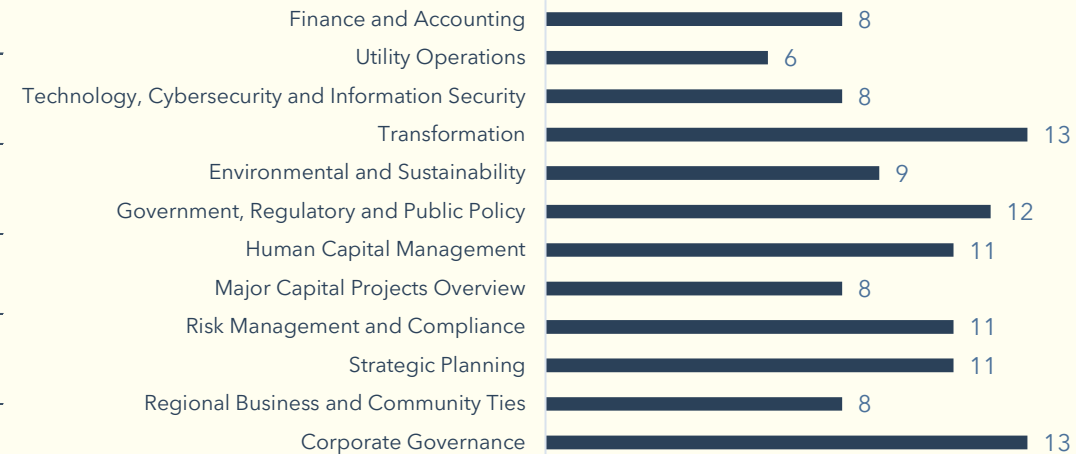 Finance and Accounting 8
Utility Operations 6
Technology, Cybersecurity and Information Security 8
Transformation 13
Environmental and Sustainability 9
Government, Regulatory and Public Policy 12
Human Capital Management 11
Major Capital Projects Overview 8
Risk Management and Compliance 11
Strategic Planning 11
Regional Business and Community Ties 8
Corporate Governance 13